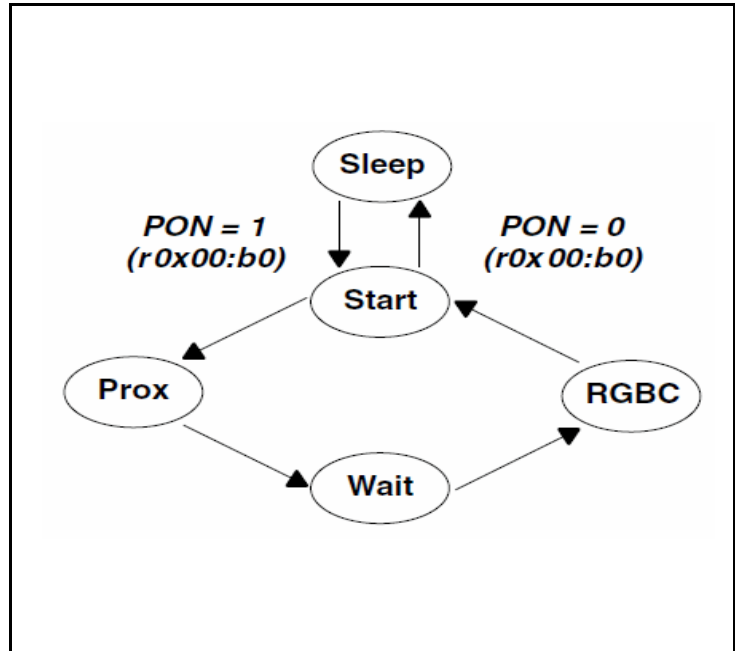 Sleep
PON = 1
(r0x00:b0)
PON = 0
(r0x00:b0)
Start
Prox
RGBC
Wait